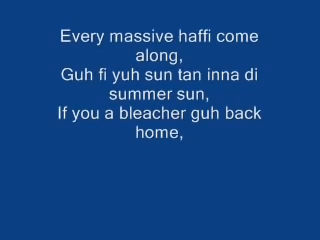 Every massive haffi come
along,
Guh fi yuh sun tan inna di
summer sun,
If you a bleacher guh back
home,